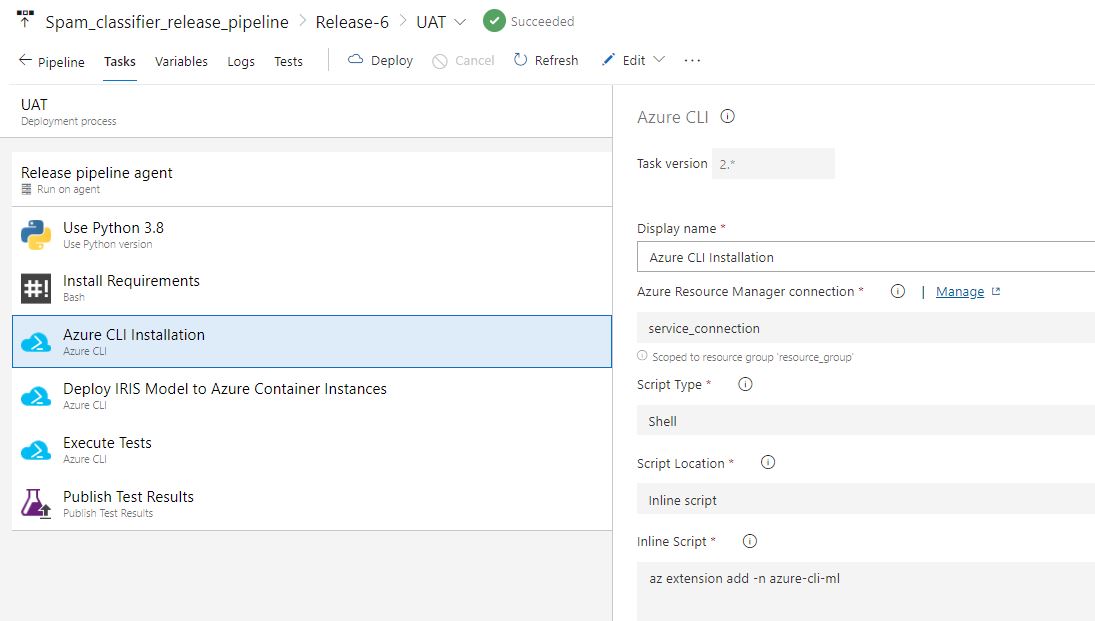 Spam_classifier_release_pipeline > Release-6 > UAT Succeeded
Pipeline Tasks Variables Logs Tests Deploy Cancel Refresh Edit ...
UAT
Deployment process
Release pipeline agent
Run on agent
Use Python 3.8
Use Python version
Install Requirements
Bash
Azure CLI Installation
Azure CLI
Deploy IRIS Model to Azure Container Instances
Azure CLI
Execute Tests
Azure CLI
Publish Test Results
Publish Test Results
Azure CLI
Task version 2.*
Display name *
Azure CLI Installation
Azure Resource Manager connection * | Manage
service_connection
Scoped to resource group 'resource_group'
Script Type *
Shell
Script Location *
Inline script
Inline Script *
az extension add -n azure-cli-ml